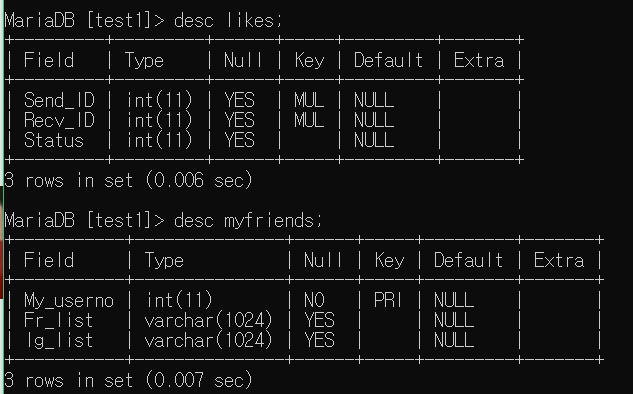 MariaDB [test1]> desc likes;
+---------+---------+------+-----+---------+-------+
| Field | Type | Null | Key | Default | Extra |
+---------+---------+------+-----+---------+-------+
| Send_ID | int(11) | YES | MUL | NULL | |
| Recv_ID | int(11) | YES | MUL | NULL | |
| Status | int(11) | YES | | NULL | |
+---------+---------+------+-----+---------+-------+
3 rows in set (0.006 sec)
MariaDB [test1]> desc myfriends;
+-----------+---------------+------+-----+---------+-------+
| Field | Type | Null | Key | Default | Extra |
+-----------+---------------+------+-----+---------+-------+
| My_userno | int(11) | NO | PRI | NULL | |
| Fr_list | varchar(1024) | YES | | NULL | |
| Ig_list | varchar(1024) | YES | | NULL | |
+-----------+---------------+------+-----+---------+-------+
3 rows in set (0.007 sec)